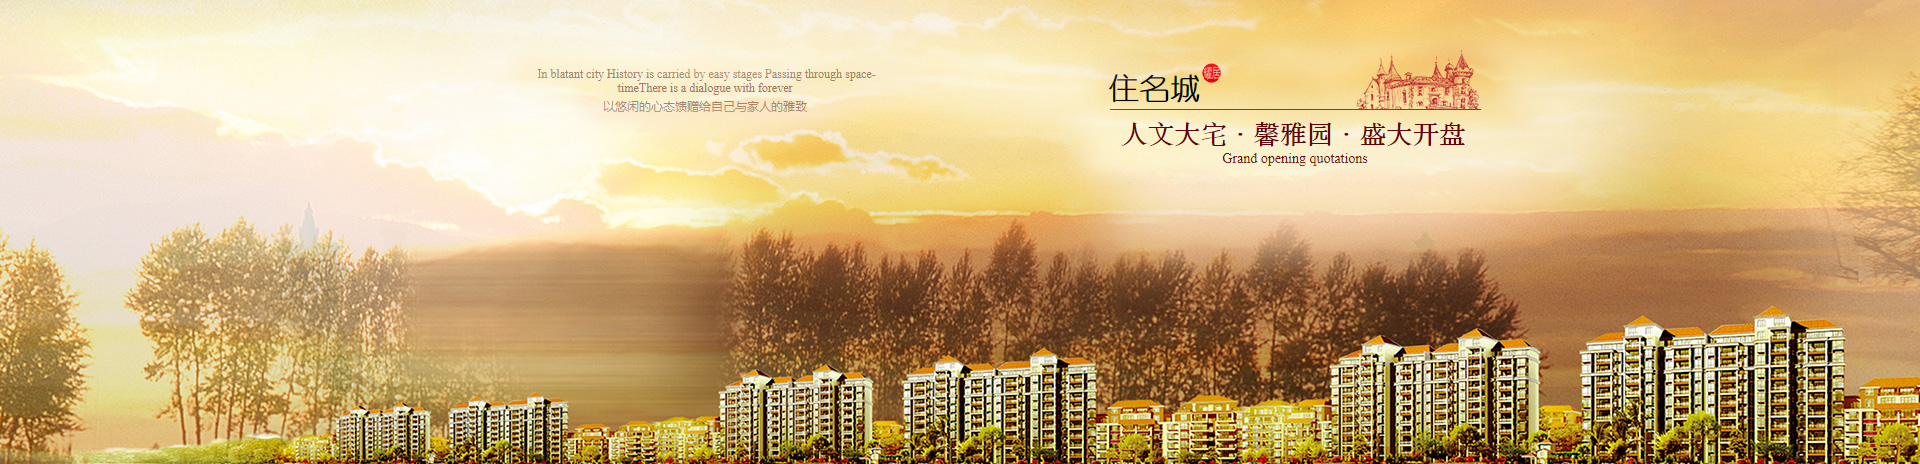 In blatant city History is carried by easy stages Passing through space-
timeThere is a dialogue with forever
以悠闲的心态馈赠给自己与家人的雅致
住名城
人文大宅·馨雅园·盛大开盘
Grand opening quotations